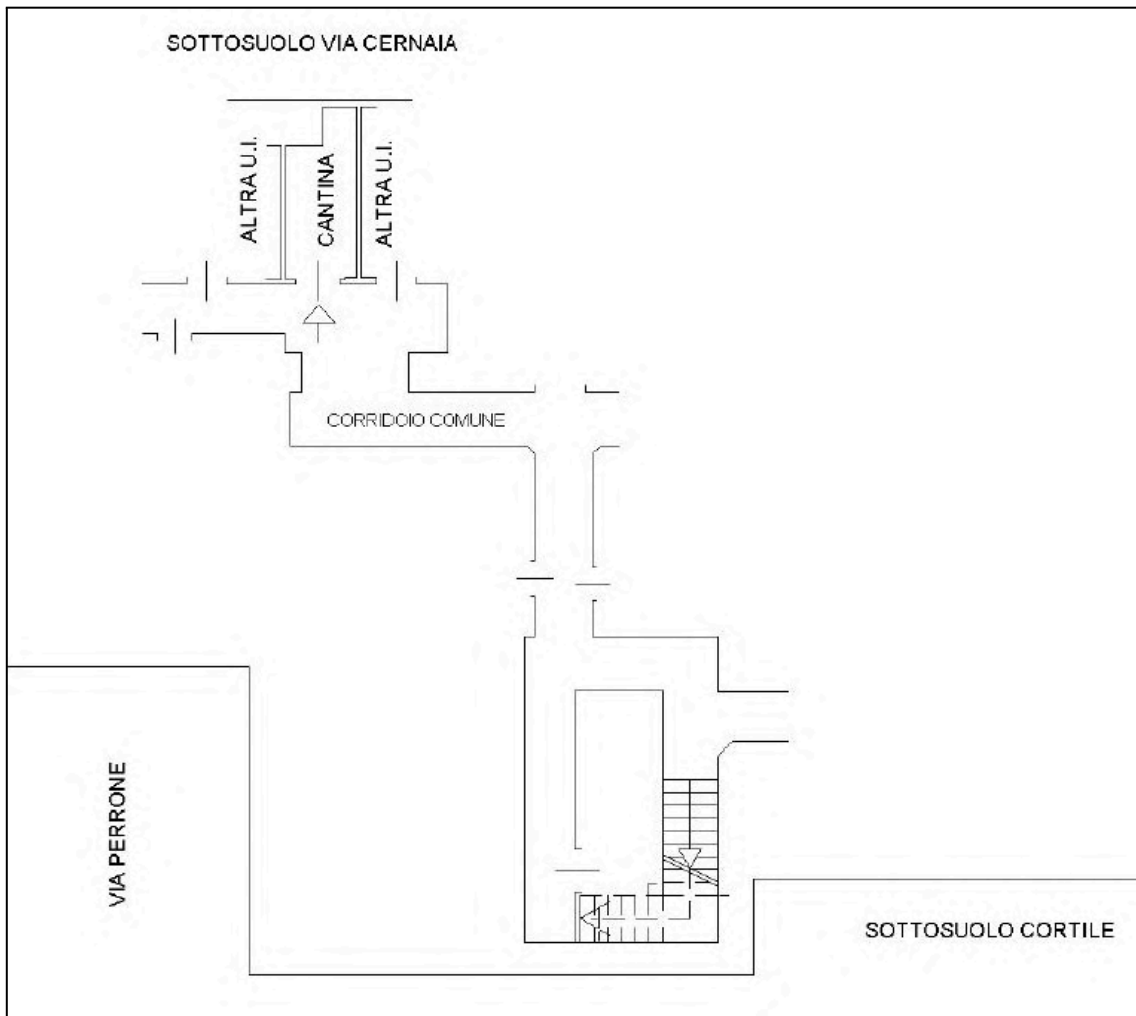 SOTTOSUOLO VIA CERNAIA
ALTRA U.I.
CANTINA
ALTRA U.I.
CORRIDOIO COMUNE
VIA PERRONE
SOTTOSUOLO CORTILE